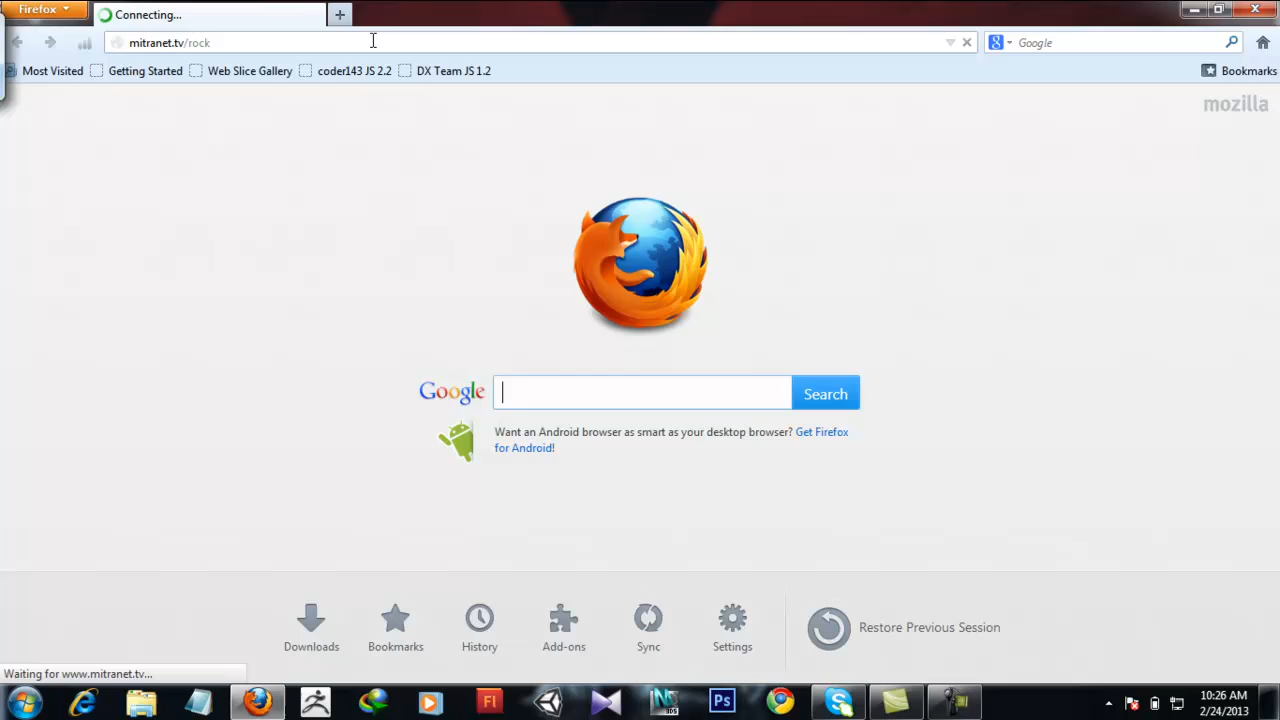 Firefox
Connecting...
mitranet.tv/rock
Google
Most Visited
Getting Started
Web Slice Gallery
coder143 JS 2.2
DX Team JS 1.2
Bookmarks
mozilla
Google
Search
Want an Android browser as smart as your desktop browser? Get Firefox
for Android!
Downloads
Bookmarks
History
Add-ons
Sync
Settings
Restore Previous Session
Waiting for www.mitranet.tv...
Fl
3DS
Ps
10:26 AM
2/24/2013